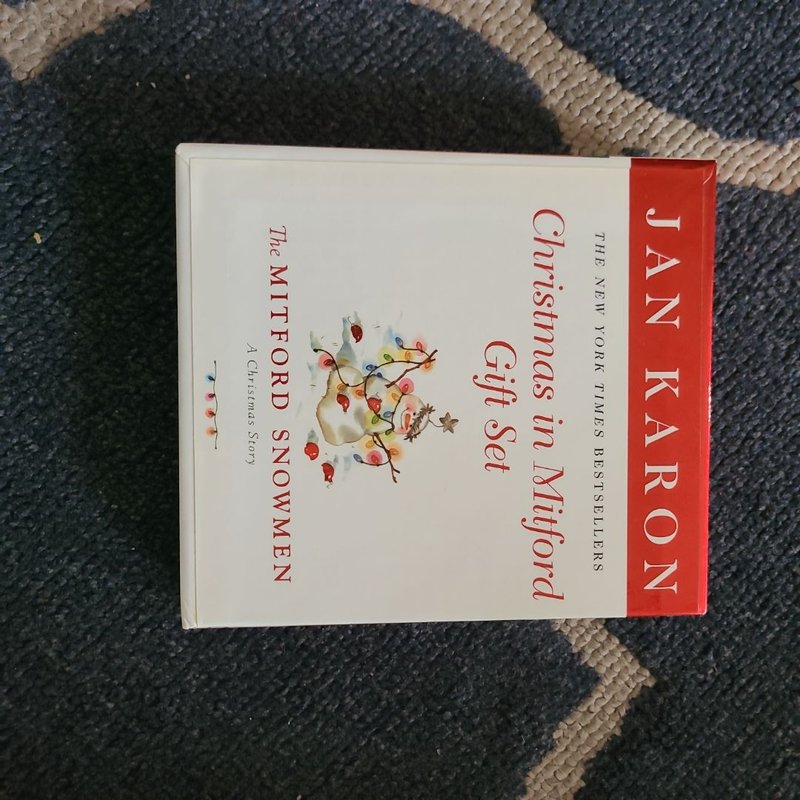 JAN KARON
THE NEW YORK TIMES BESTSELLERS
Christmas in Mitford
Gift Set
The MITFORD SNOWMEN
A Christmas Story